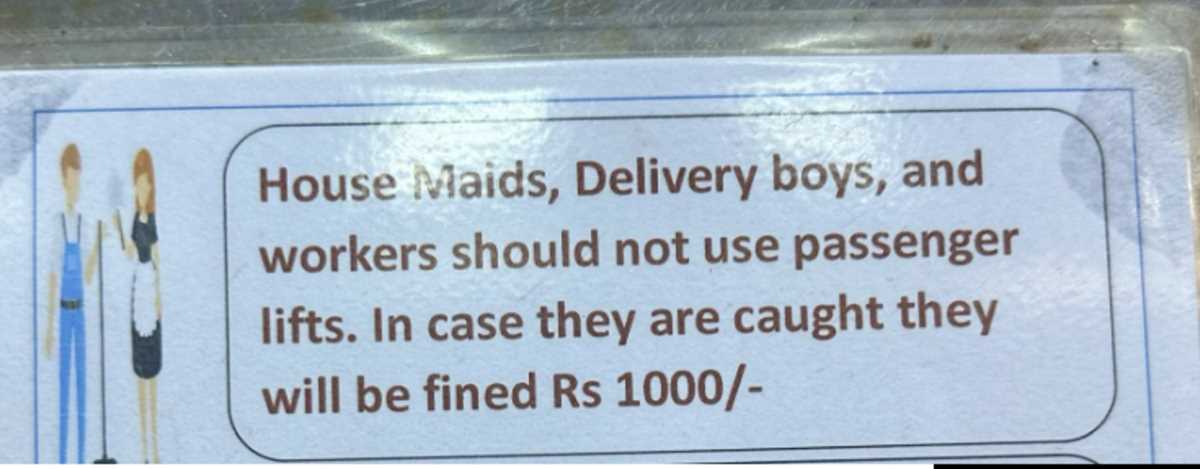 House Maids, Delivery boys, and
workers should not use passenger
lifts. In case they are caught they
will be fined Rs 1000/-